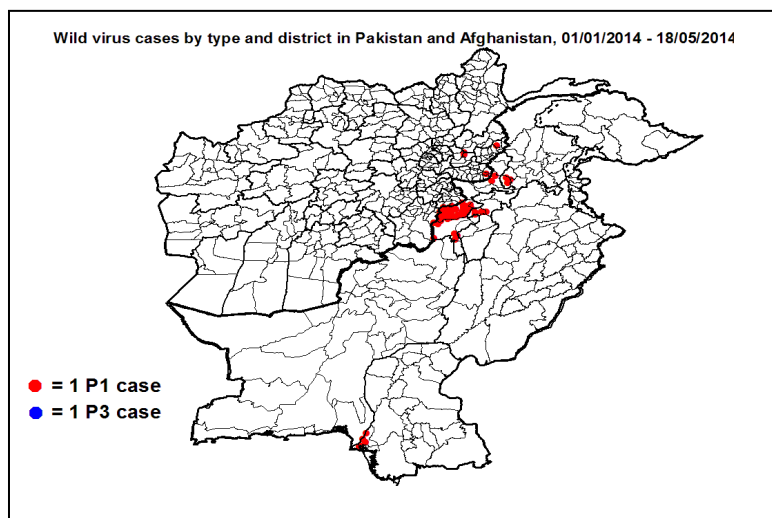 Wild virus cases by type and district in Pakistan and Afghanistan, 01/01/2014 - 18/05/2014
= 1 P1 case
= 1 P3 case